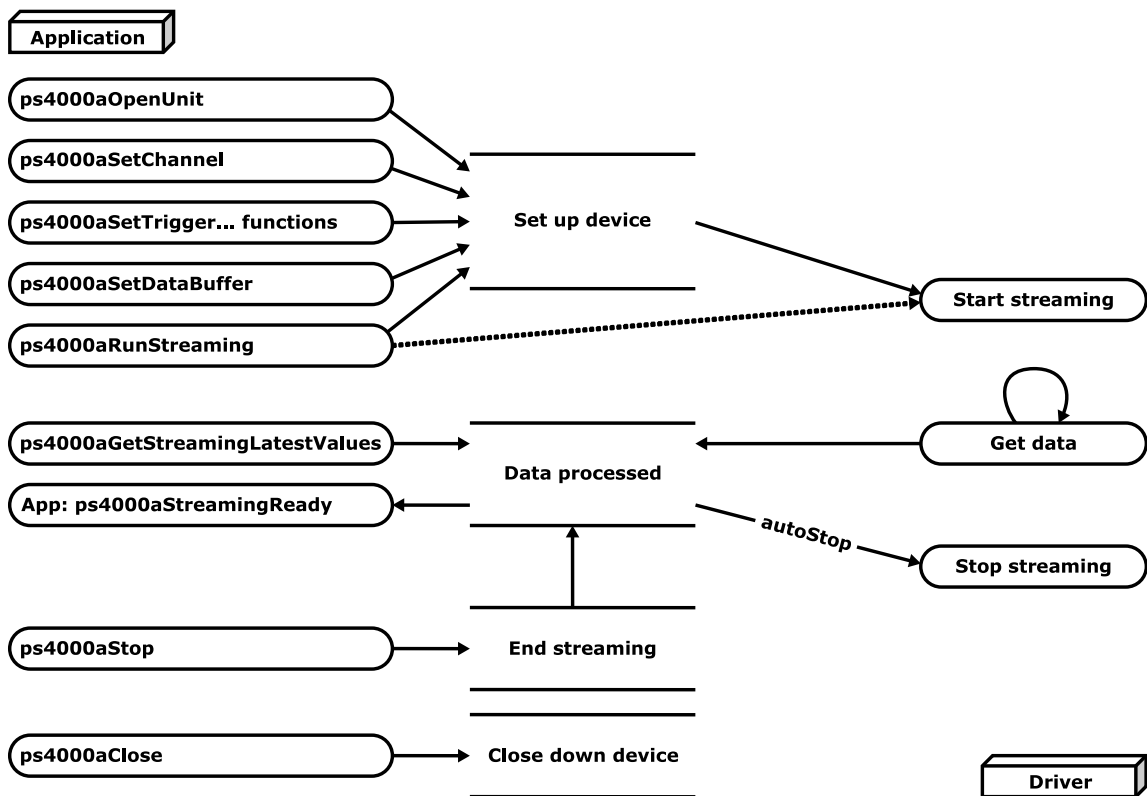 Application
ps4000aOpenUnit
ps4000aSetChannel
ps4000aSetTrigger... functions
Set up device
ps4000aSetDataBuffer
Start streaming
ps4000aRunStreaming
ps4000aGetStreamingLatestValues
Get data
Data processed
App: ps4000aStreamingReady
autoStop
Stop streaming
ps4000aStop
End streaming
ps4000aClose
Close down device
Driver